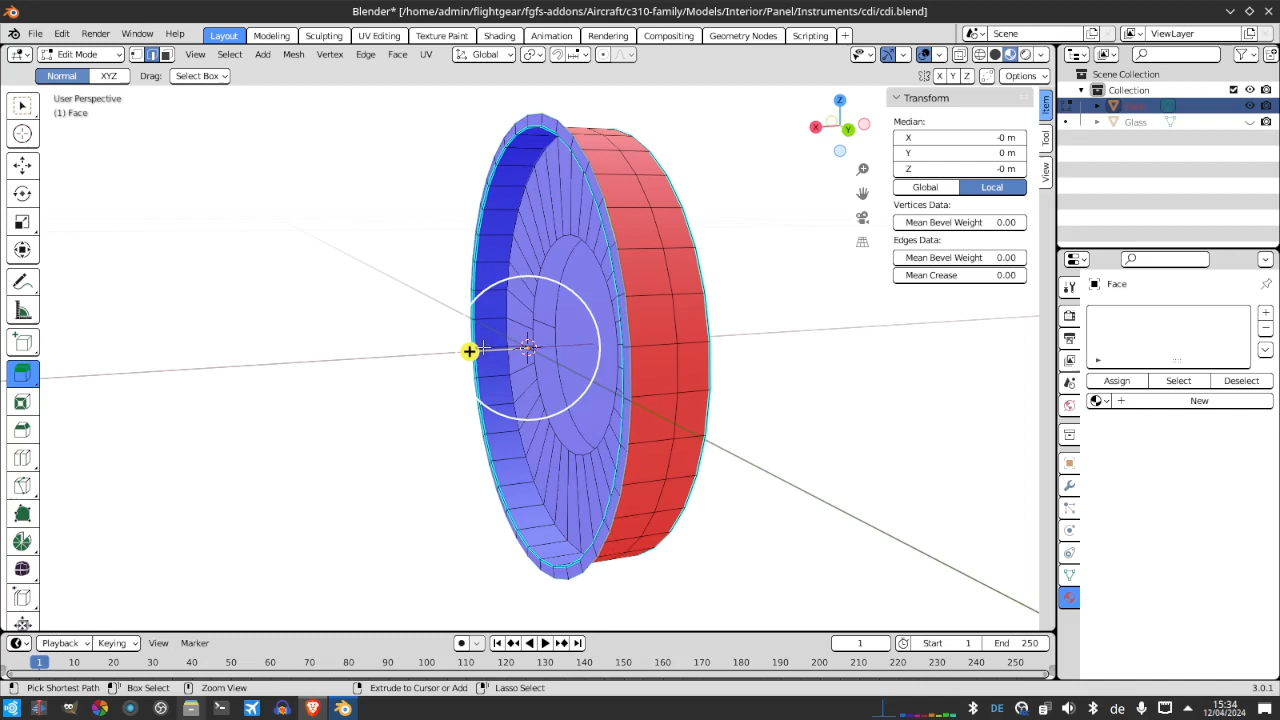 Blender* [/home/admin/flightgear/fgfs-addons/Aircraft/c310-family/Models/Interior/Panel/Instruments/cdi/cdi.blend]
File Edit Render Window Help Layout Modeling Sculpting UV Editing Texture Paint Shading Animation Rendering Compositing Geometry Nodes Scripting + Scene ViewLayer
Edit Mode View Select Add Mesh Vertex Edge Face UV Global
Normal XYZ Drag: Select Box X Y Z Options
User Perspective
(1) Face
Z
X
Y
Transform
Median:
X -0 m
Y 0 m
Z -0 m
Global Local
Vertices Data:
Mean Bevel Weight 0.00
Edges Data:
Mean Bevel Weight 0.00
Mean Crease 0.00
Item
Tool
View
Scene Collection
Collection
Glass
Face
Assign Select Deselect
New
Playback Keying View Marker 1 Start 1 End 250
1 10 20 30 40 50 60 70 80 90 100 110 120 130 140 150 160 170 180 190 200 210 220 230 240 250
Pick Shortest Path Box Select Zoom View Extrude to Cursor or Add Lasso Select 3.0.1
DE de 15:34
12/04/2024